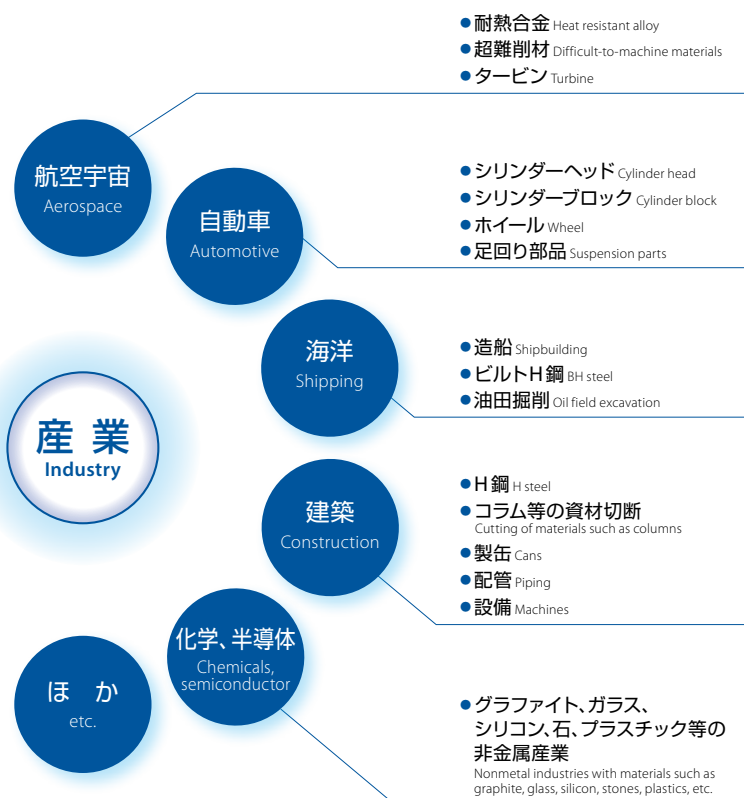 航空宇宙
Aerospace
●耐熱合金 Heat resistant alloy
●超難削材 Difficult-to-machine materials
●タービン Turbine
自動車
Automotive
●シリンダーヘッド Cylinder head
●シリンダーブロック Cylinder block
●ホイール Wheel
●足回り部品 Suspension parts
海洋
Shipping
●造船 Shipbuilding
●ビルトH鋼 BH steel
●油田掘削 Oil field excavation
産 業
Industry
建築
Construction
●H鋼 H steel
●コラム等の資材切断
Cutting of materials such as columns
●製缶 Cans
●配管 Piping
●設備 Machines
化学、半導体
Chemicals,
semiconductor
●グラファイト、ガラス、
シリコン、石、プラスチック等の
非金属産業
Nonmetal industries with materials such as
graphite, glass, silicon, stones, plastics, etc.
ほ か
etc.